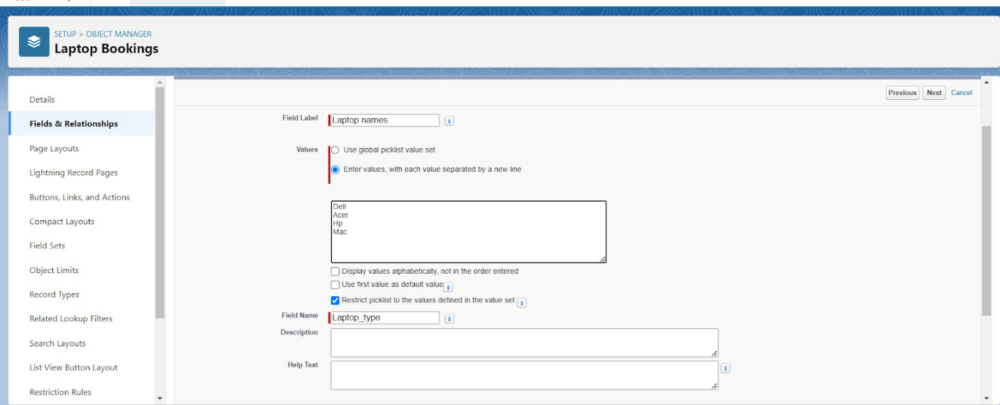 SETUP > OBJECT MANAGER
Laptop Bookings
Details
Fields & Relationships
Page Layouts
Lightning Record Pages
Buttons, Links, and Actions
Compact Layouts
Field Sets
Object Limits
Record Types
Related Lookup Filters
Search Layouts
List View Button Layout
Restriction Rules
Previous Next Cancel
Field Label Laptop names i
Values Use global picklist value set
Enter values, with each value separated by a new line
Dell
Acer
Hp
Mac
Display values alphabetically, not in the order entered
Use first value as default value i
Restrict picklist to the values defined in the value set i
Field Name Laptop_type i
Description
Help Text i